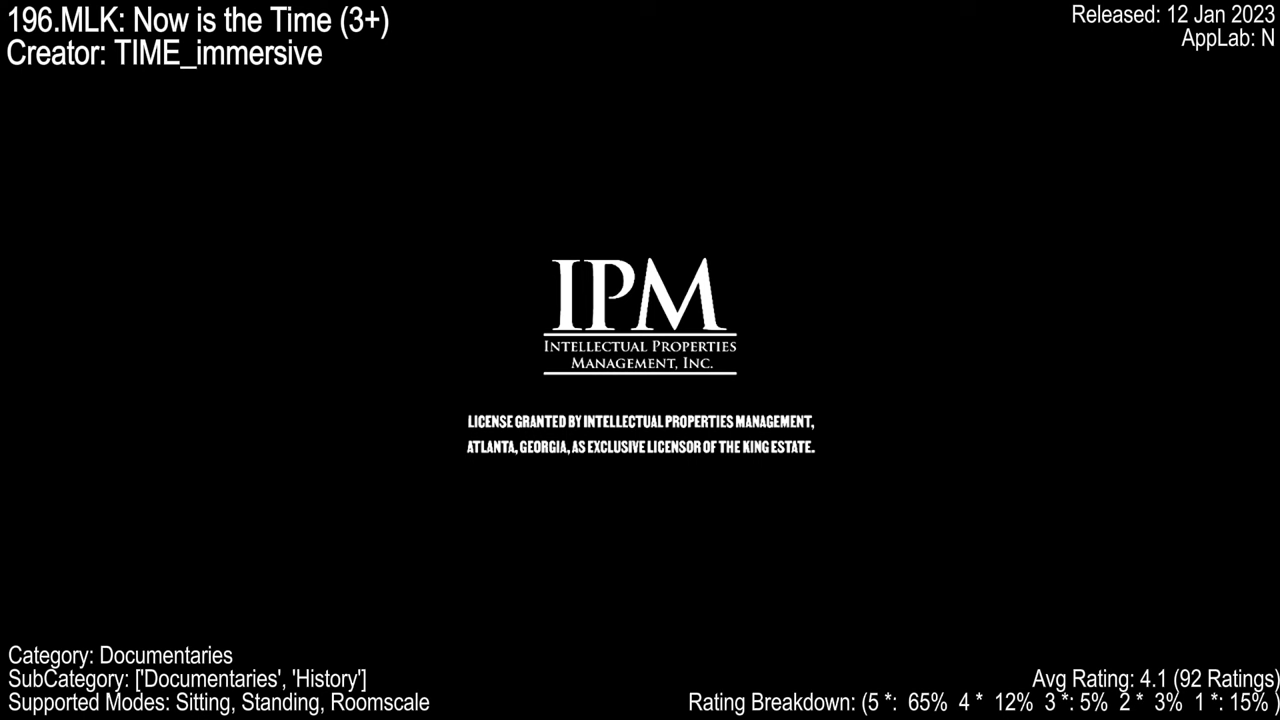 196.MLK: Now is the Time (3+)
Creator: TIME_immersive
Released: 12 Jan 2023
AppLab: N
IPM
INTELLECTUAL PROPERTIES
MANAGEMENT, INC.
LICENSE GRANTED BY INTELLECTUAL PROPERTIES MANAGEMENT,
ATLANTA, GEORGIA, AS EXCLUSIVE LICENSOR OF THE KING ESTATE.
Category: Documentaries
SubCategory: ['Documentaries', 'History']
Supported Modes: Sitting, Standing, Roomscale
Avg Rating: 4.1 (92 Ratings)
Rating Breakdown: (5 *: 65% 4 * 12% 3 *: 5% 2 * 3% 1 *: 15% )